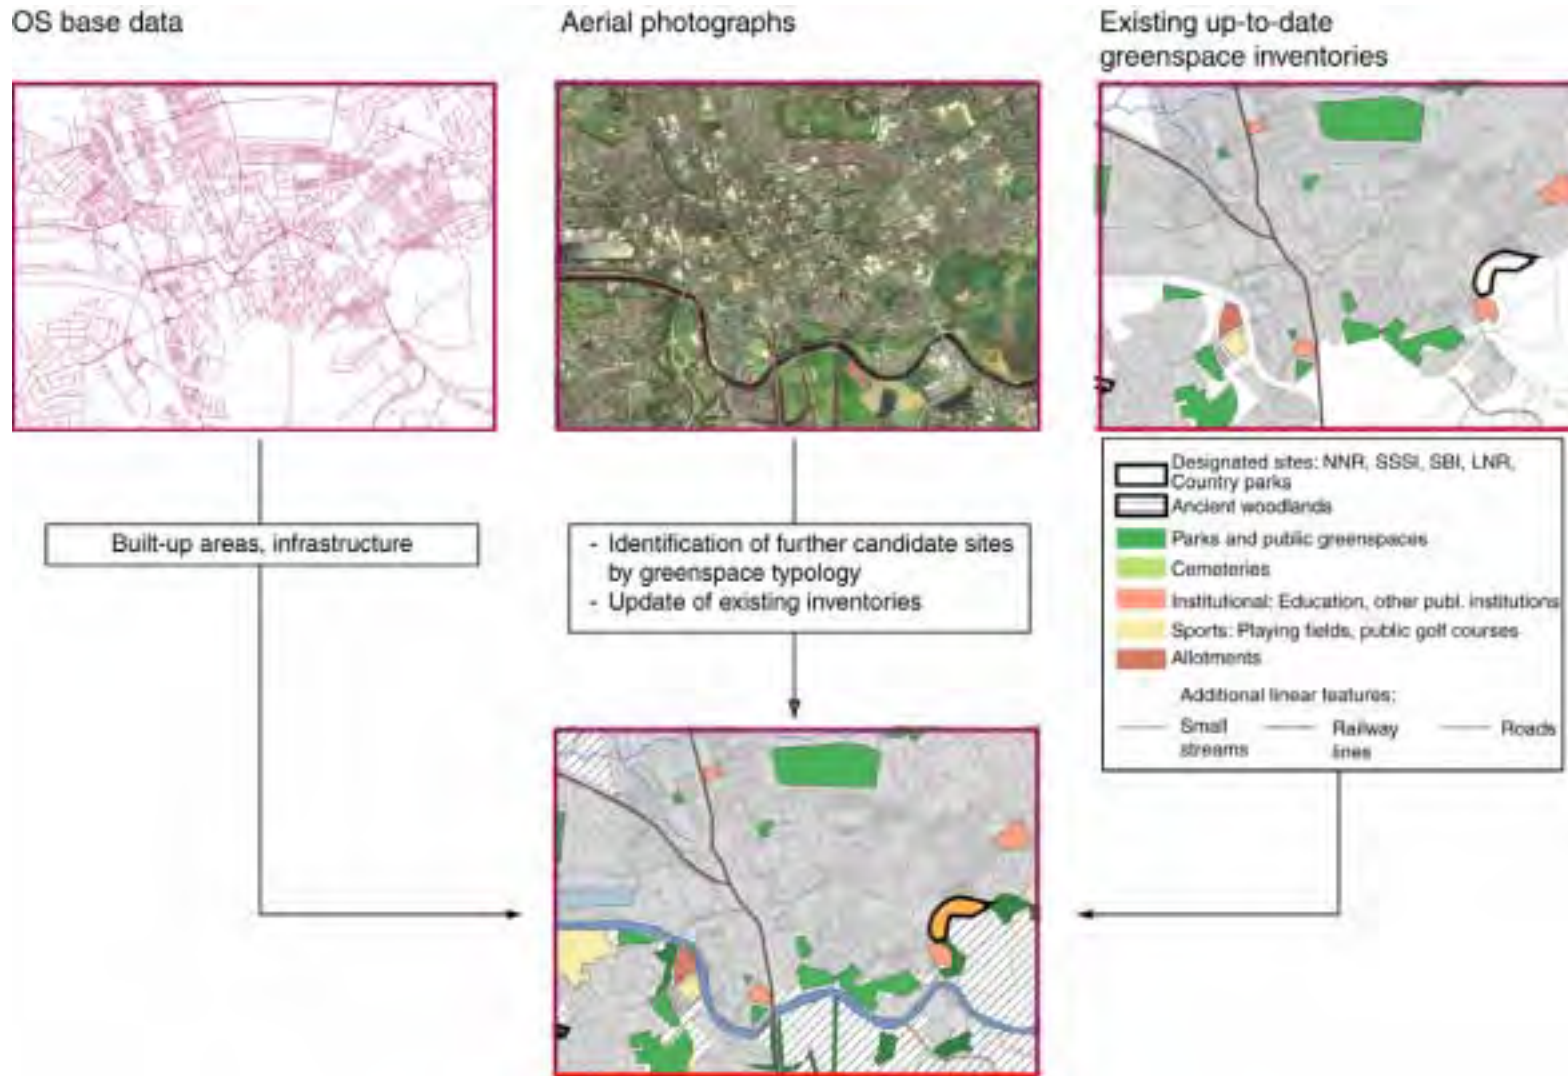 OS base data
Aerial photographs
Existing up-to-date
greenspace inventories
Built-up areas, infrastructure
- Identification of further candidate sites
by greenspace typology
- Update of existing inventories
Designated sites: NNR, SSSI, SBI, LNR,
Country parks
Ancient woodlands
Parks and public greenspaces
Cemeteries
Institutional: Education, other publ. institutions
Sports: Playing fields, public golf courses
Allotments
Additional linear features:
Small
streams
Railway
lines
Roads